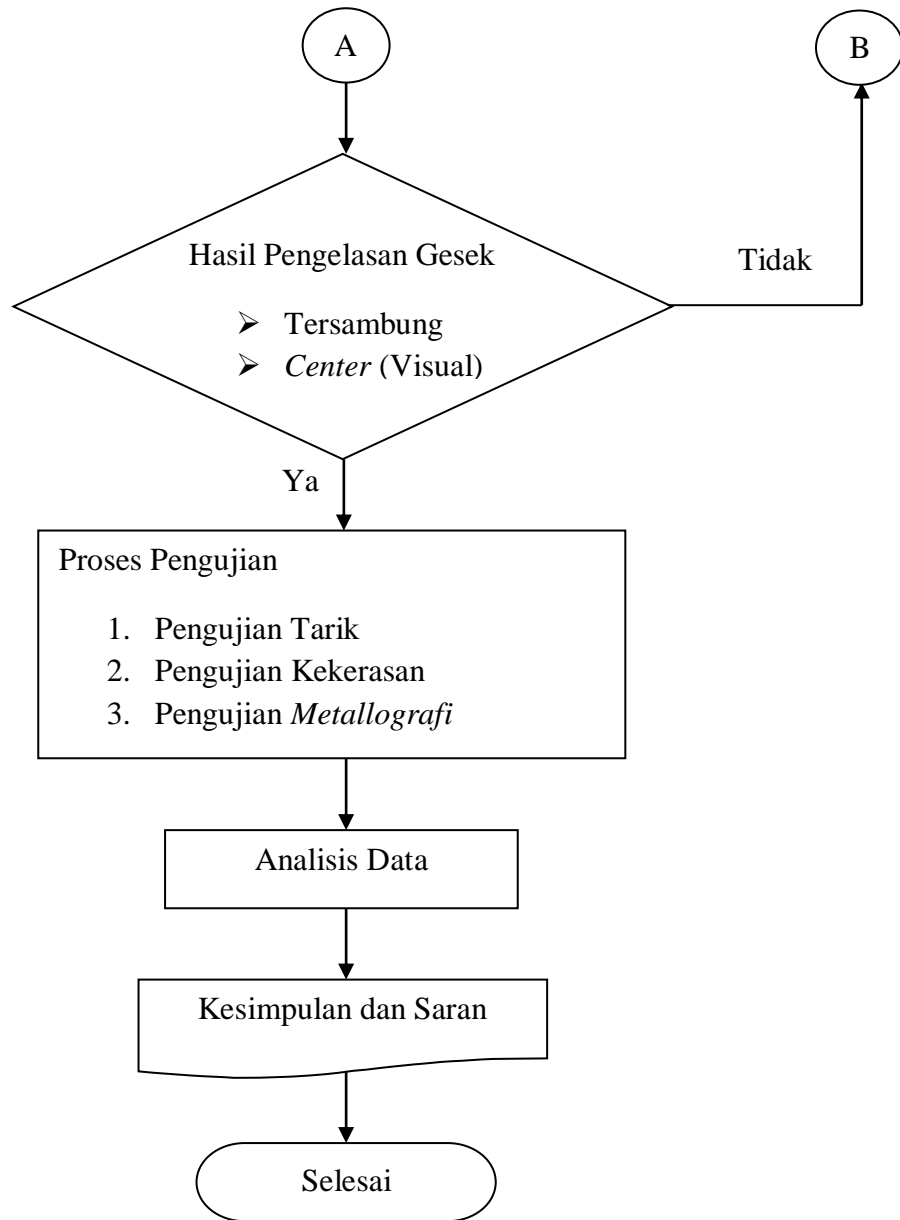 A
B
Hasil Pengelasan Gesek
Tidak
➢ Tersambung
➢ Center (Visual)
Ya
Proses Pengujian
1. Pengujian Tarik
2. Pengujian Kekerasan
3. Pengujian Metallografi
Analisis Data
Kesimpulan dan Saran
Selesai